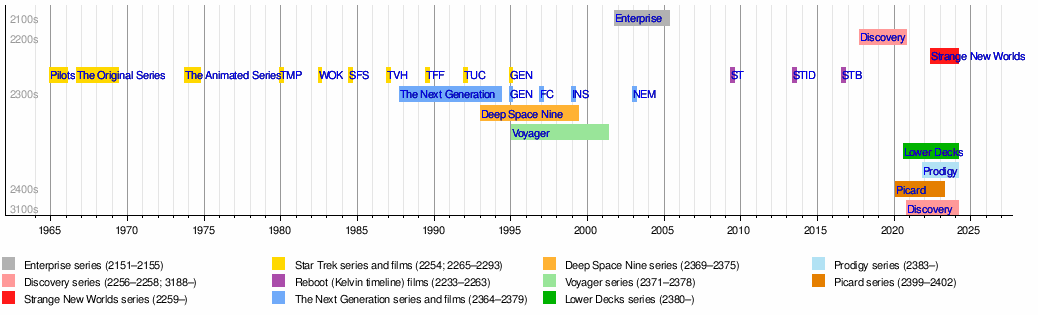 2100s Enterprise
2200s Discovery
Strange New Worlds
Pilots The Original Series The Animated Series TMP WOK SFS TVH TFF TUC GEN ST STID STB
2300s The Next Generation GEN FC INS NEM
Deep Space Nine
Voyager
Lower Decks
Prodigy
2400s Picard
3100s Discovery
1965 1970 1975 1980 1985 1990 1995 2000 2005 2010 2015 2020 2025
Enterprise series (2151–2155) Star Trek series and films (2254; 2265–2293) Deep Space Nine series (2369–2375) Prodigy series (2383–)
Discovery series (2256–2258; 3188–) Reboot (Kelvin timeline) films (2233–2263) Voyager series (2371–2378) Picard series (2399–2402)
Strange New Worlds series (2259–) The Next Generation series and films (2364–2379) Lower Decks series (2380–)